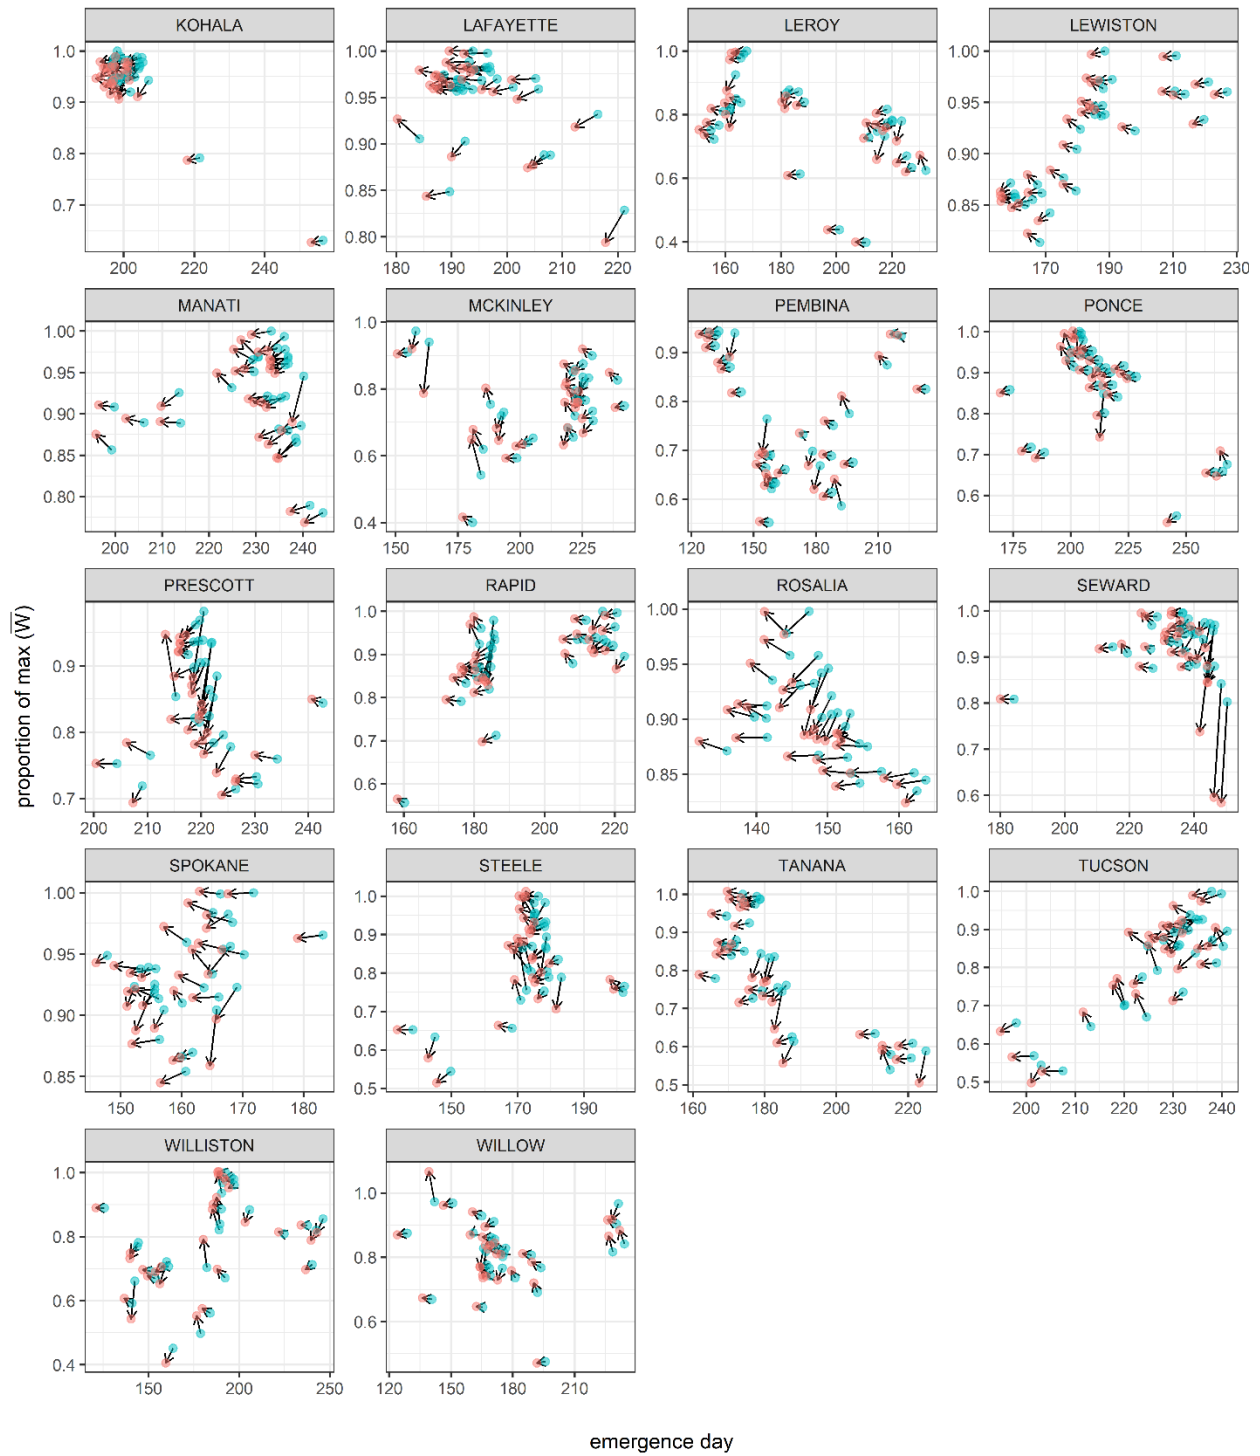 KOHALA LAFAYETTE LEROY LEWISTON
1.0 0.9 0.8 0.7
200 220 240
1.00 0.95 0.90 0.85 0.80
180 190 200 210 220
1.0 0.8 0.6 0.4
160 180 200 220
1.00 0.95 0.90 0.85
170 190 210 230
MANATI MCKINLEY PEMBINA PONCE
1.00 0.95 0.90 0.85 0.80
200 210 220 230 240
1.0 0.8 0.6 0.4
150 175 200 225
0.9 0.8 0.7 0.6
120 150 180 210
1.0 0.9 0.8 0.7 0.6
175 200 225 250
PRESCOTT RAPID ROSALIA SEWARD
0.9 0.8 0.7
200 210 220 230 240
1.0 0.9 0.8 0.7 0.6
160 180 200 220
1.00 0.95 0.90 0.85
140 150 160
1.0 0.9 0.8 0.7 0.6
180 200 220 240
SPOKANE STEELE TANANA TUCSON
1.00 0.95 0.90 0.85
150 160 170 180
1.0 0.9 0.8 0.7 0.6 0.5
150 175 200
1.0 0.9 0.8 0.7 0.6 0.5
160 180 200 220
1.0 0.9 0.8 0.7 0.6 0.5
200 210 220 230 240
WILLISTON WILLOW
1.0 0.8 0.6 0.4
150 200 250
1.0 0.8 0.6
120 150 180 210
proportion of max (W̅)
emergence day